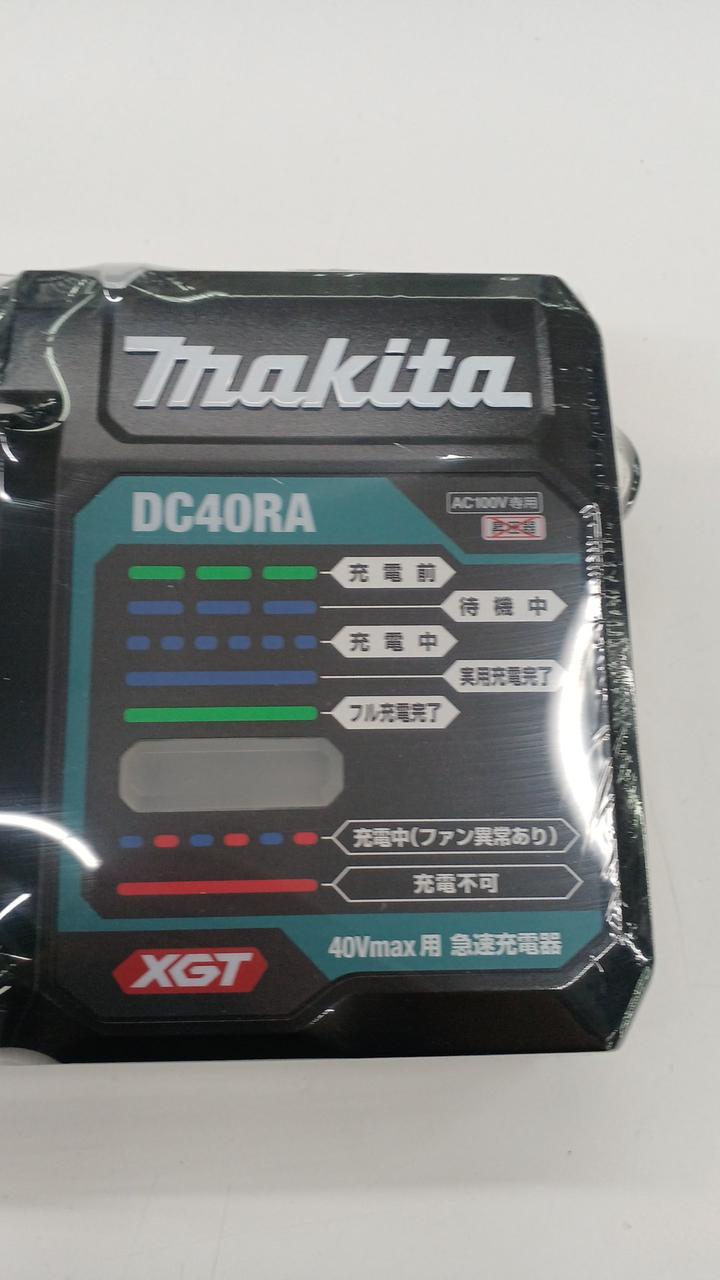 makita
DC40RA
AC100V専用
昇圧器
充電前
待機中
充電中
実用充電完了
フル充電完了
充電中(ファン異常あり)
充電不可
XGT
40Vmax用 急速充電器